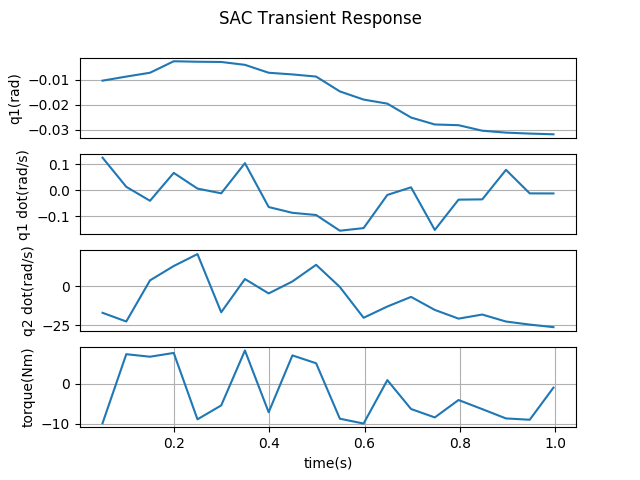 SAC Transient Response
q1(rad)
−0.01
−0.02
−0.03
q1 dot(rad/s)
0.1
0.0
−0.1
q2 dot(rad/s)
0
−25
torque(Nm)
0
−10
0.2 0.4 0.6 0.8 1.0
time(s)